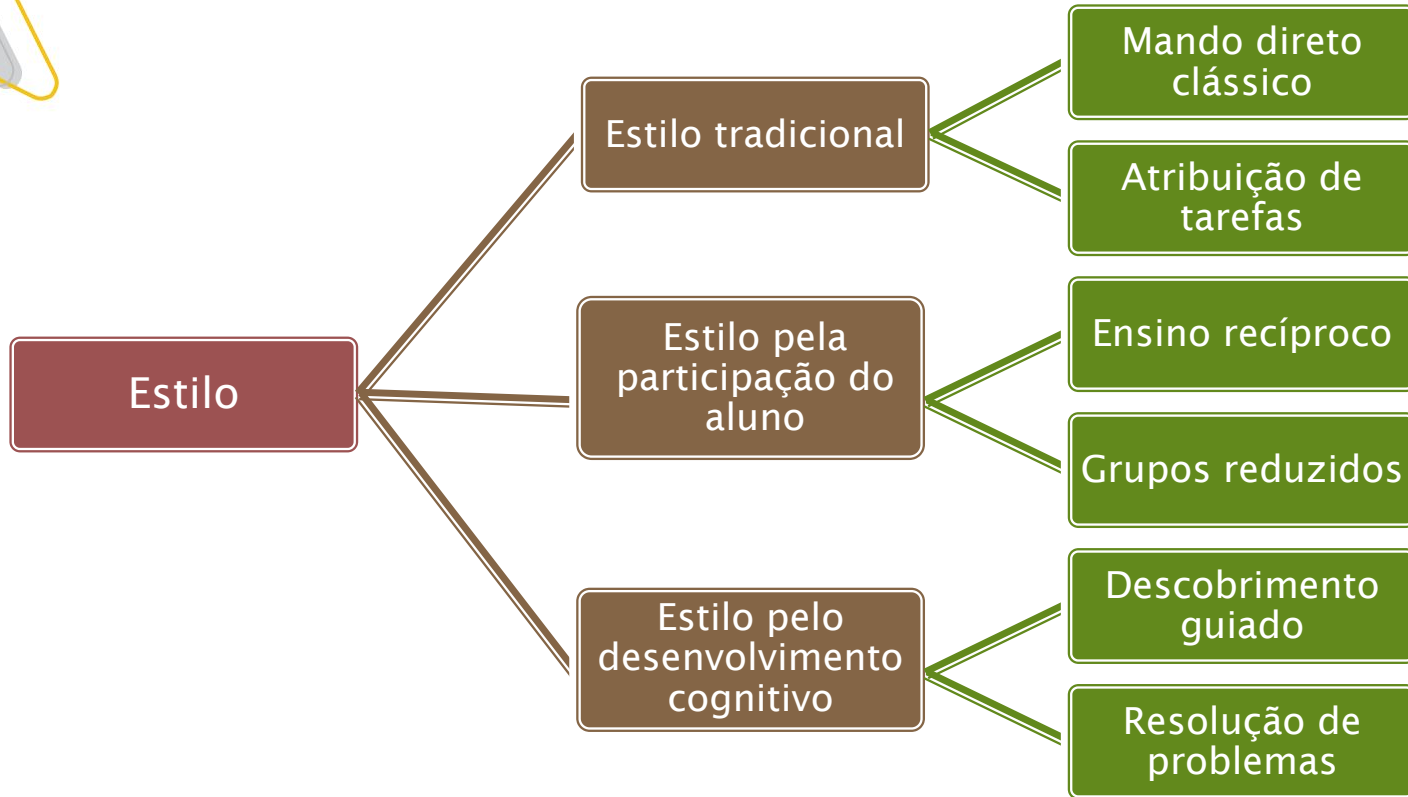 Estilo
Estilo tradicional
Mando direto
clássico
Atribuição de
tarefas
Estilo pela
participação do
aluno
Ensino recíproco
Grupos reduzidos
Estilo pelo
desenvolvimento
cognitivo
Descobrimento
guiado
Resolução de
problemas